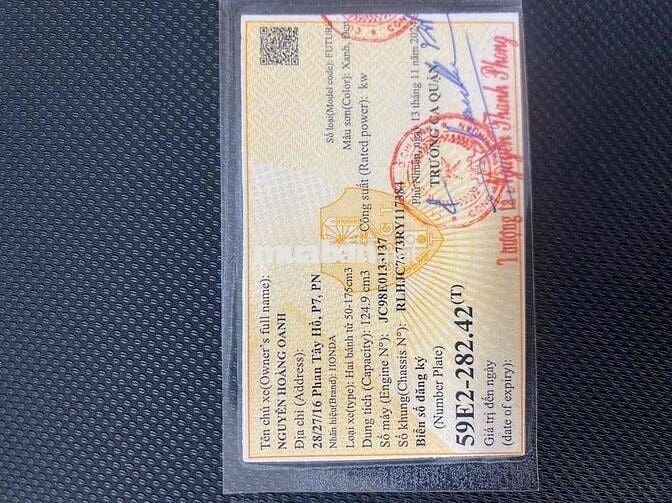 Tên chủ xe(Owner's full name):
NGUYỄN HOÀNG OANH
Địa chỉ (Address):
28/27/16 Phan Tây Hồ, P7, PN
Nhãn hiệu(Brand): HONDA
Số loại(Model code): FUTURE
Loại xe(type): Hai bánh từ 50-175cm3
Màu sơn(Color): Xanh, Đen
Dung tích (Capacity): 124.9 cm3
Công suất (Rated power): kw
Số máy (Engine N°):
Số khung(Chassis N°):
Biển số đăng ký
(Number Plate)
Phú Nhuận, ngày 13 tháng 11 năm
TRƯỞNG CA QUẬN
59E2-282.42(T)
Giá trị đến ngày
(date of expiry):
Thượng tá Nguyễn Thanh Phong